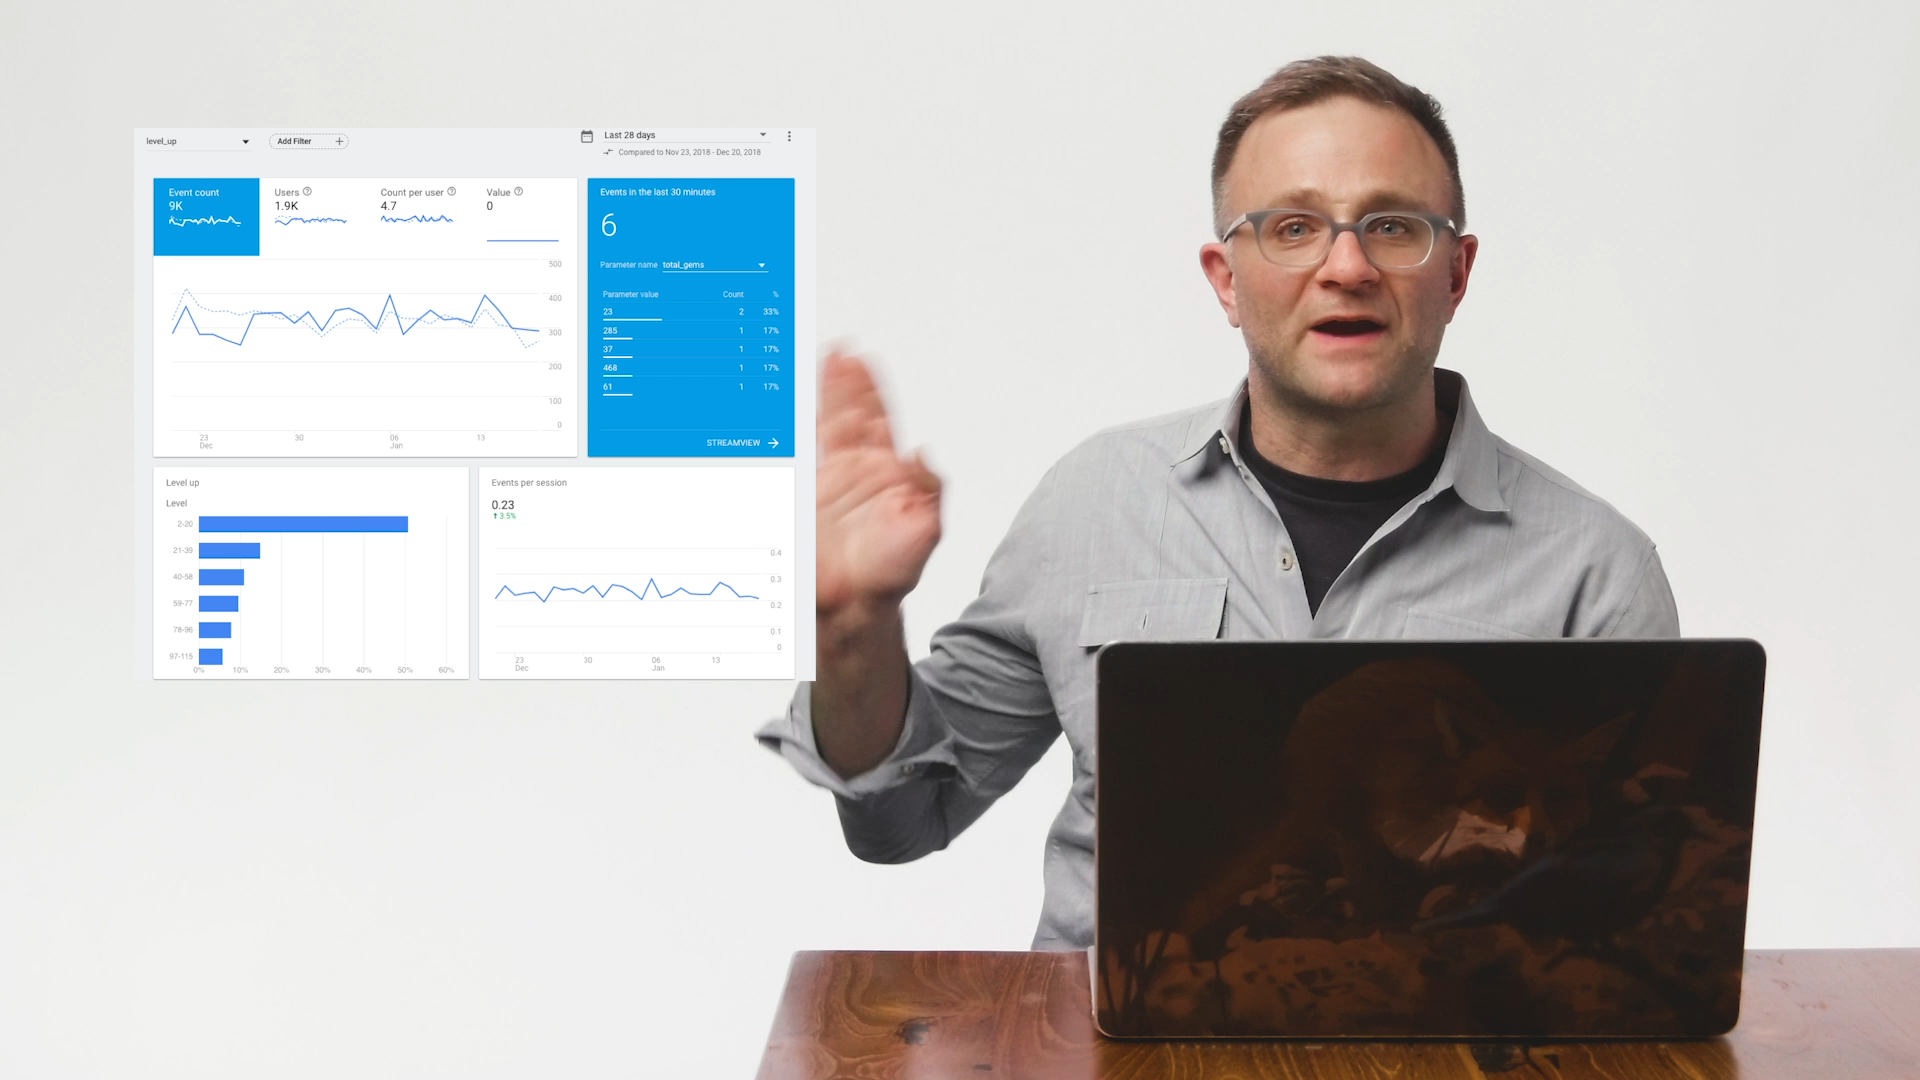 level_up
Add Filter
Last 28 days
Compared to Nov 23, 2018 - Dec 20, 2018
Event count
9K
Users
1.9K
Count per user
4.7
Value
0
500
400
300
200
100
0
23
Dec
30
06
Jan
13
Events in the last 30 minutes
6
Parameter name total_gems
Parameter value Count %
23 2 33%
285 1 17%
37 1 17%
468 1 17%
61 1 17%
STREAMVIEW
Level up
Level
2-20
21-39
40-58
59-77
78-96
97-115
0% 10% 20% 30% 40% 50% 60%
Events per session
0.23
3.5%
0.4
0.3
0.2
0.1
0
23
Dec
30
06
Jan
13